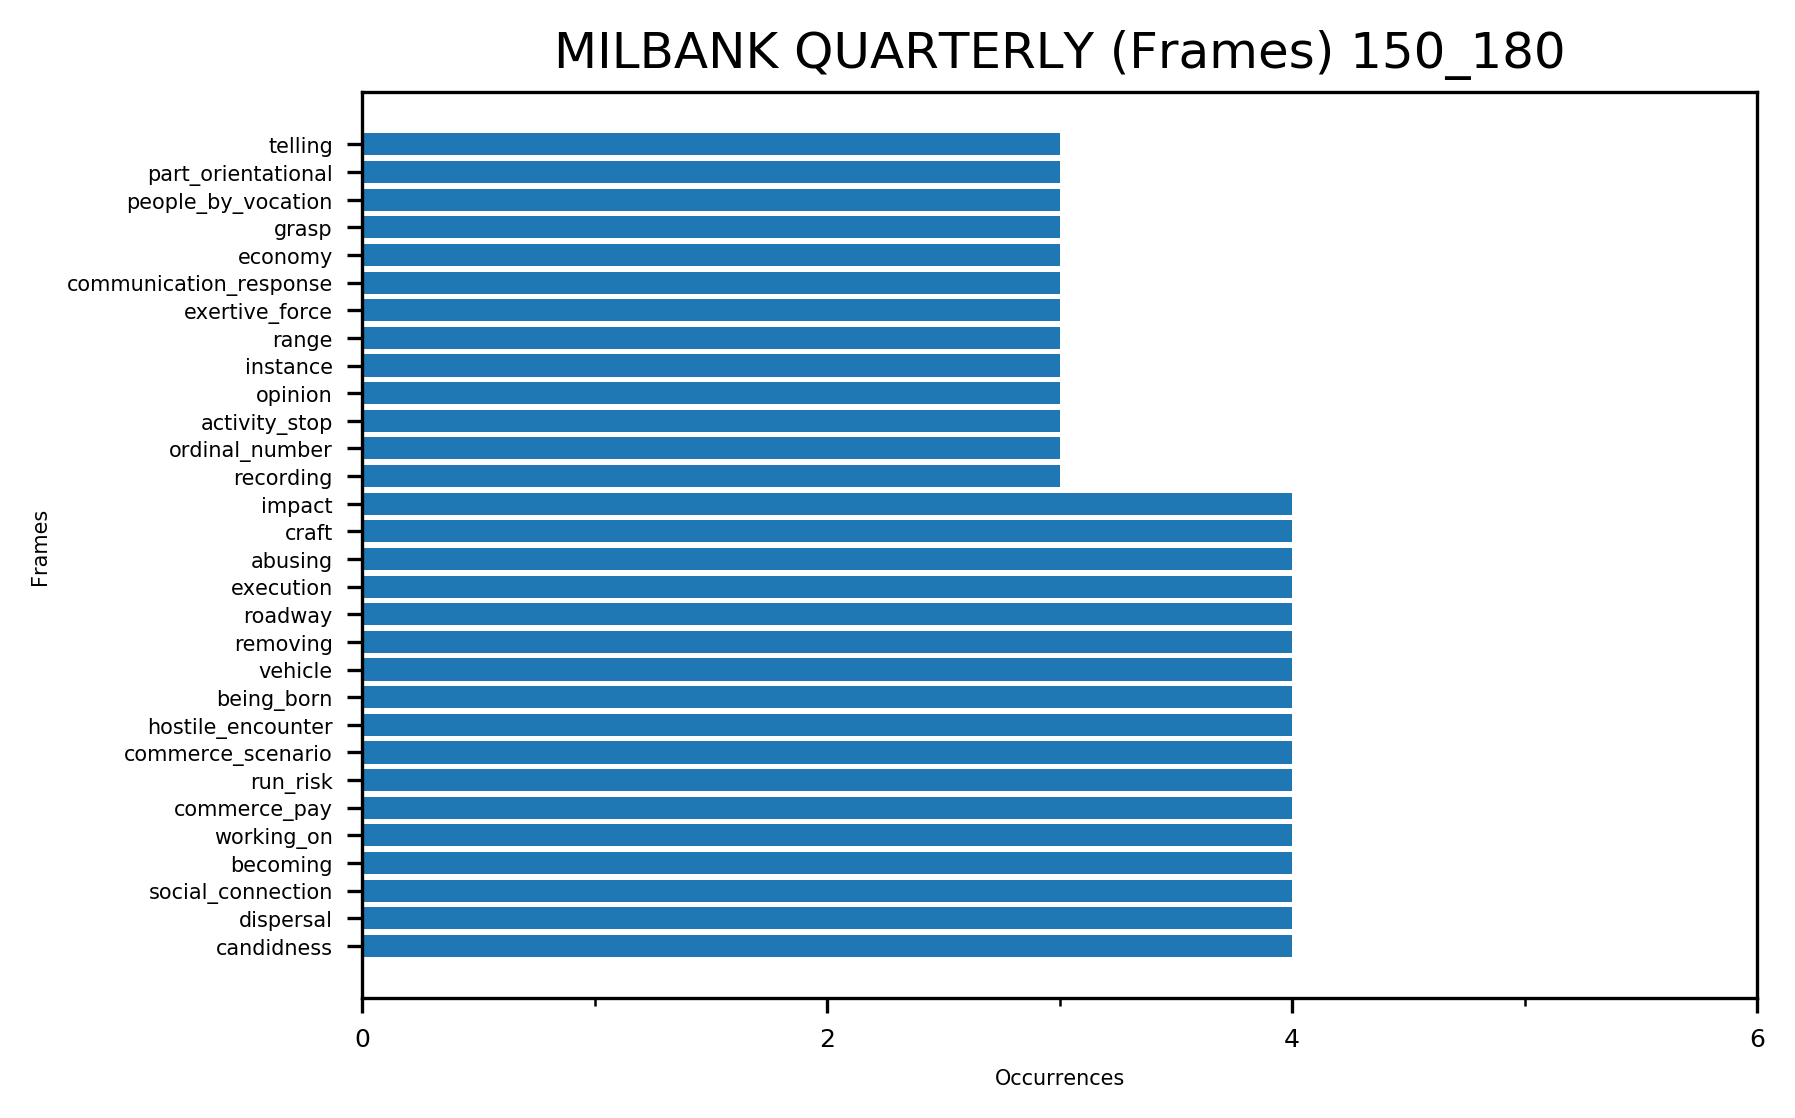 MILBANK QUARTERLY (Frames) 150_180
telling
part_orientational
people_by_vocation
grasp
economy
communication_response
exertive_force
range
instance
opinion
activity_stop
ordinal_number
recording
impact
craft
abusing
execution
roadway
removing
vehicle
being_born
hostile_encounter
commerce_scenario
run_risk
commerce_pay
working_on
becoming
social_connection
dispersal
candidness
Frames
0 2 4 6
Occurrences